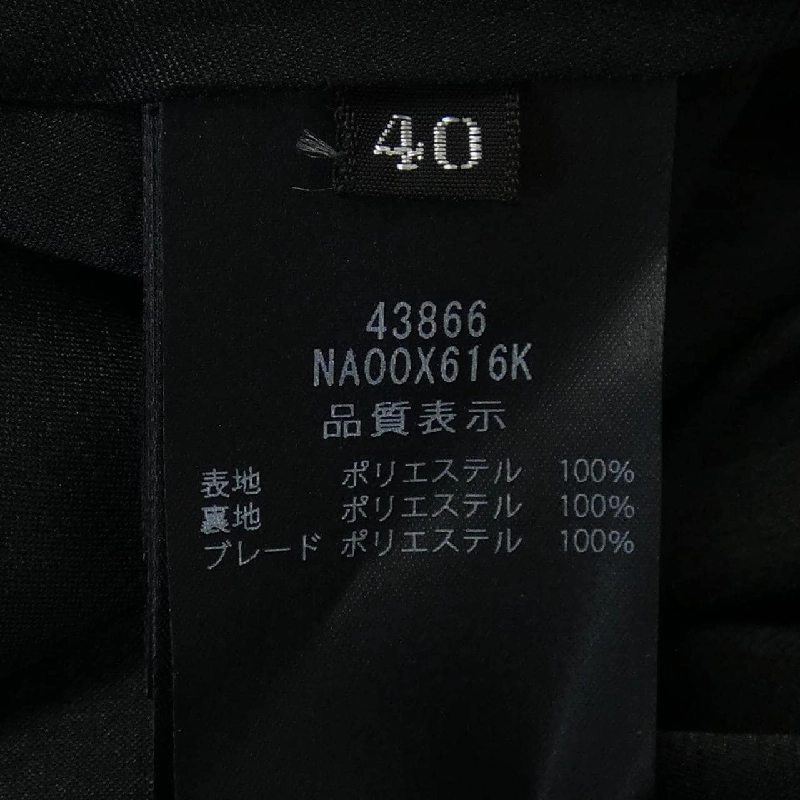 40
43866
NA00X616K
品質表示
表地 ポリエステル 100%
裏地 ポリエステル 100%
ブレード ポリエステル 100%